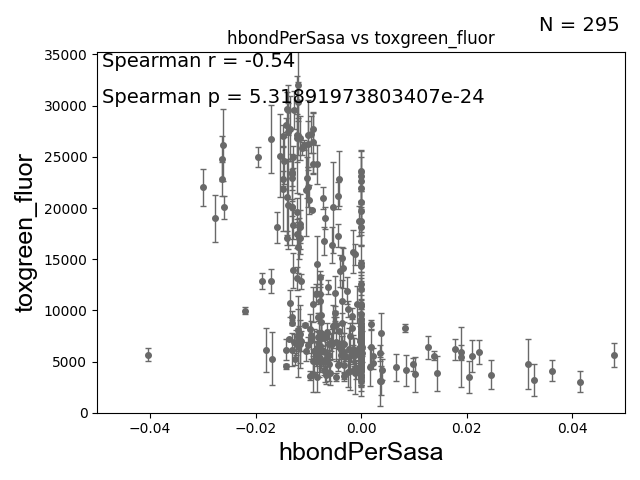 N = 295
hbondPerSasa vs toxgreen_fluor
Spearman r = -0.54
Spearman p = 5.31891973803407e-24
toxgreen_fluor
35000
30000
25000
20000
15000
10000
5000
0
−0.04 −0.02 0.00 0.02 0.04
hbondPerSasa